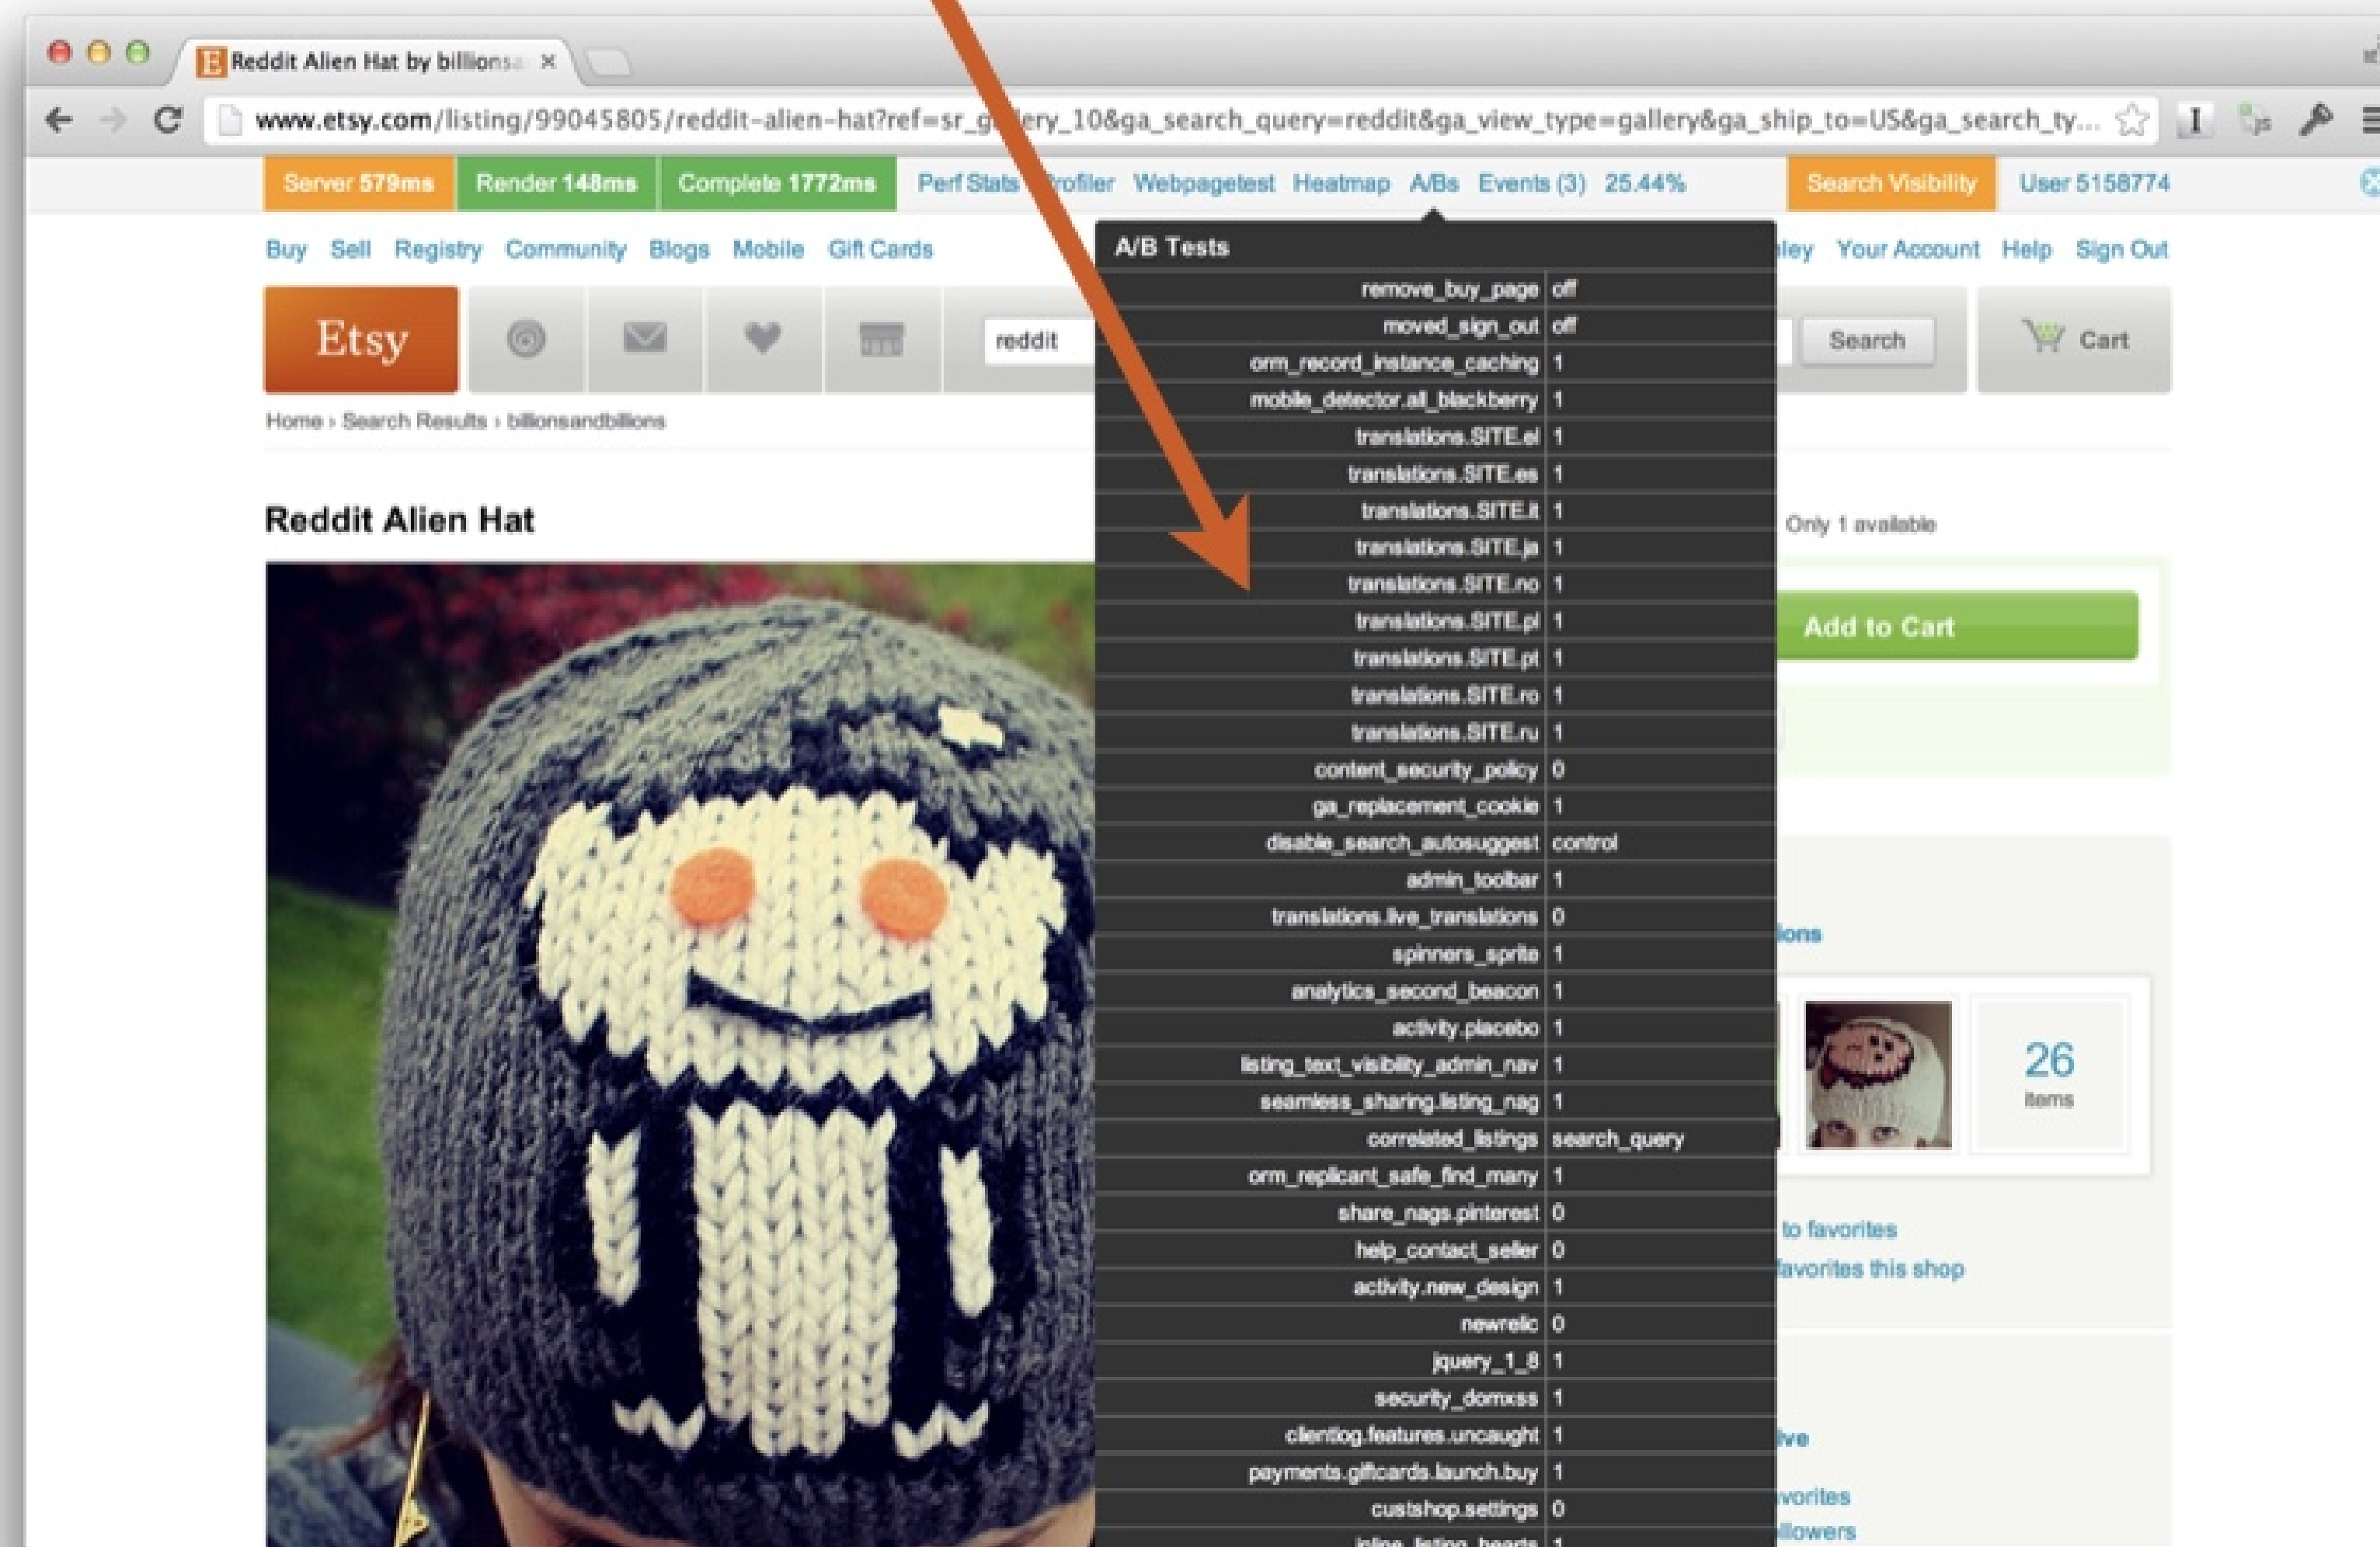 Reddit Alien Hat by billions
www.etsy.com/listing/99045805/reddit-alien-hat?ref=sr_gallery_10&ga_search_query=reddit&ga_view_type=gallery&ga_ship_to=US&ga_search_ty...
Server 579ms Render 148ms Complete 1772ms Perf Stats Profiler Webpagetest Heatmap A/Bs Events (3) 25.44% Search Visibility User 5158774
Buy Sell Registry Community Blogs Mobile Gift Cards Your Account Help Sign Out
A/B Tests
Etsy reddit Search Cart
Home › Search Results › billionsandbillions
Reddit Alien Hat
remove_buy_page off
moved_sign_out off
orm_record_instance_caching 1
mobile_detector.all_blackberry 1
translations.SITE.el 1
translations.SITE.es 1
translations.SITE.it 1
translations.SITE.ja 1
translations.SITE.no 1
translations.SITE.pl 1
translations.SITE.pt 1
translations.SITE.ro 1
translations.SITE.ru 1
content_security_policy 0
ga_replacement_cookie 1
disable_search_autosuggest control
admin_toolbar 1
translations.live_translations 0
spinners_sprite 1
analytics_second_beacon 1
activity.placebo 1
listing_text_visibility_admin_nav 1
seamless_sharing.listing_nag 1
correlated_listings search_query
orm_replicant_safe_find_many 1
share_nags.pinterest 0
help_contact_seller 0
activity.new_design 1
newrelic 0
jquery_1_8 1
security_domxss 1
clientlog.features.uncaught 1
payments.giftcards.launch.buy 1
custshop.settings 0
inline_listing_hearts 1
Only 1 available
Add to Cart
26
items
to favorites
favorites this shop